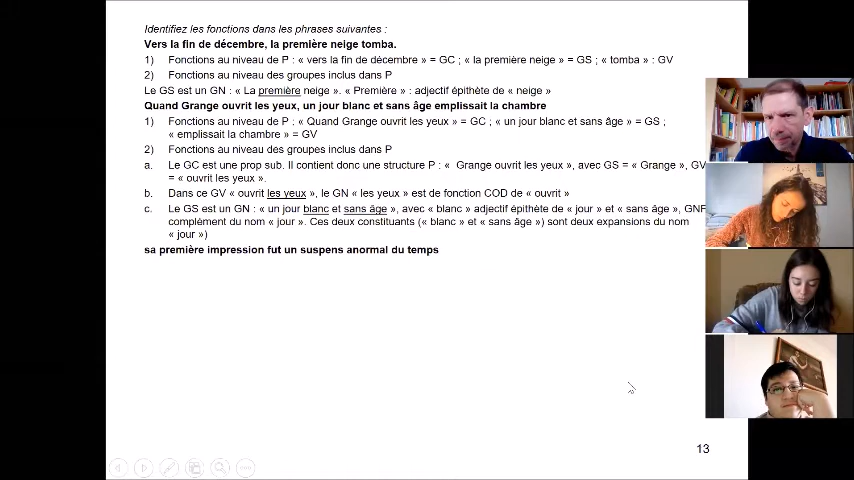 Identifiez les fonctions dans les phrases suivantes :
Vers la fin de décembre, la première neige tomba.
1) Fonctions au niveau de P : « vers la fin de décembre » = GC ; « la première neige » = GS ; « tomba » : GV
2) Fonctions au niveau des groupes inclus dans P
Le GS est un GN : « La première neige ». « Première » : adjectif épithète de « neige »
Quand Grange ouvrit les yeux, un jour blanc et sans âge emplissait la chambre
1) Fonctions au niveau de P : « Quand Grange ouvrit les yeux » = GC ; « un jour blanc et sans âge » = GS ;
« emplissait la chambre » = GV
2) Fonctions au niveau des groupes inclus dans P
a. Le GC est une prop sub. Il contient donc une structure P : « Grange ouvrit les yeux », avec GS = « Grange », GV
= « ouvrit les yeux ».
b. Dans ce GV « ouvrit les yeux », le GN « les yeux » est de fonction COD de « ouvrit »
c. Le GS est un GN : « un jour blanc et sans âge », avec « blanc » adjectif épithète de « jour » et « sans âge », GNP
complément du nom « jour ». Ces deux constituants (« blanc » et « sans âge ») sont deux expansions du nom
« jour »)
sa première impression fut un suspens anormal du temps
13